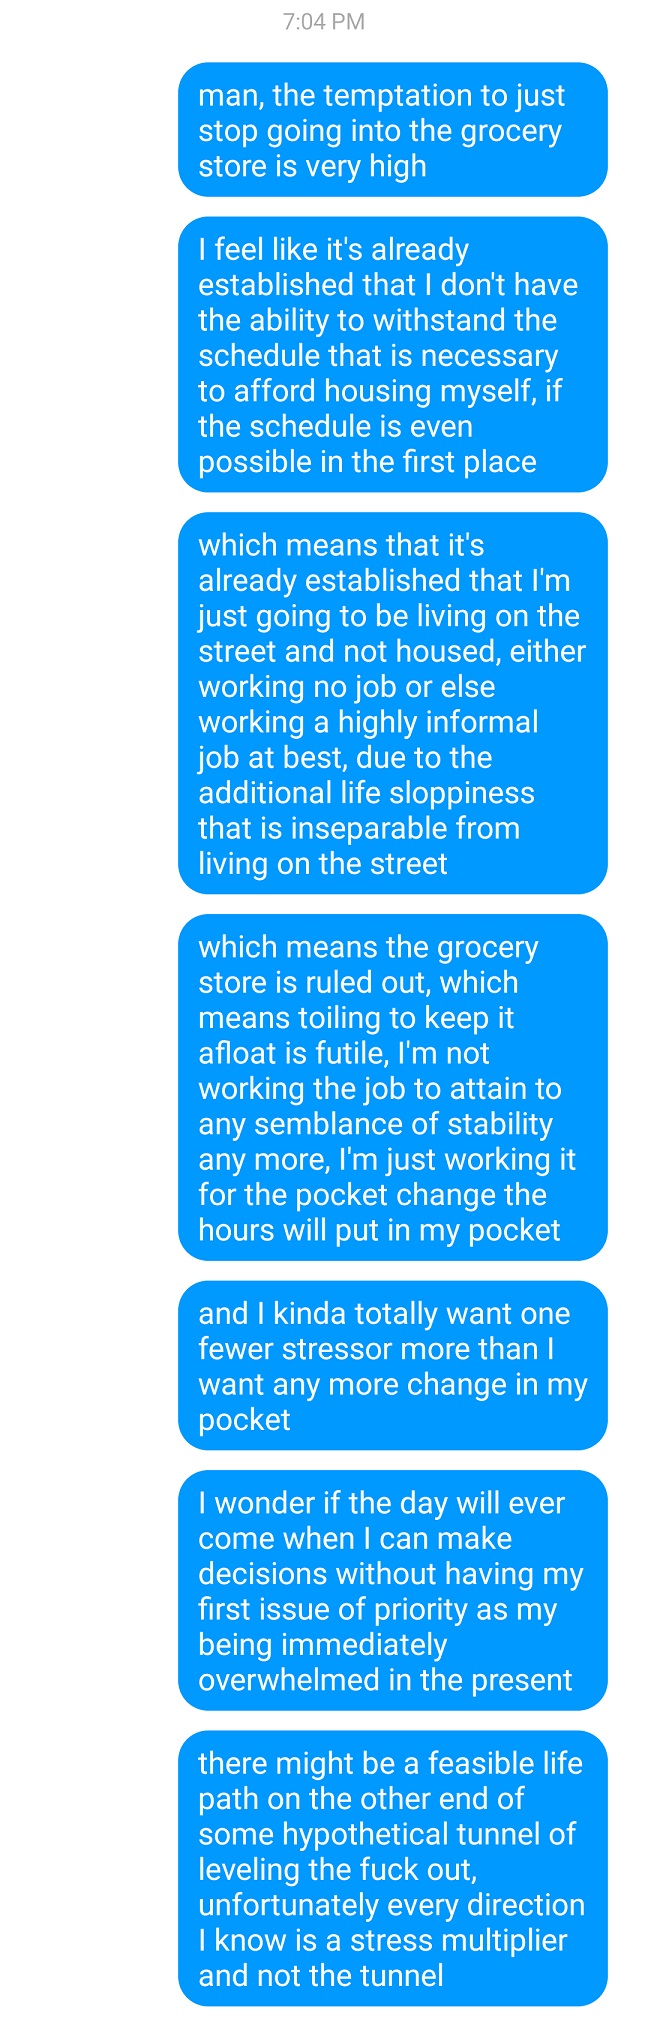 7:04 PM
man, the temptation to just
stop going into the grocery
store is very high
I feel like it's already
established that I don't have
the ability to withstand the
schedule that is necessary
to afford housing myself, if
the schedule is even
possible in the first place
which means that it's
already established that I'm
just going to be living on the
street and not housed, either
working no job or else
working a highly informal
job at best, due to the
additional life sloppiness
that is inseparable from
living on the street
which means the grocery
store is ruled out, which
means toiling to keep it
afloat is futile, I'm not
working the job to attain to
any semblance of stability
any more, I'm just working it
for the pocket change the
hours will put in my pocket
and I kinda totally want one
fewer stressor more than I
want any more change in my
pocket
I wonder if the day will ever
come when I can make
decisions without having my
first issue of priority as my
being immediately
overwhelmed in the present
there might be a feasible life
path on the other end of
some hypothetical tunnel of
leveling the fuck out,
unfortunately every direction
I know is a stress multiplier
and not the tunnel